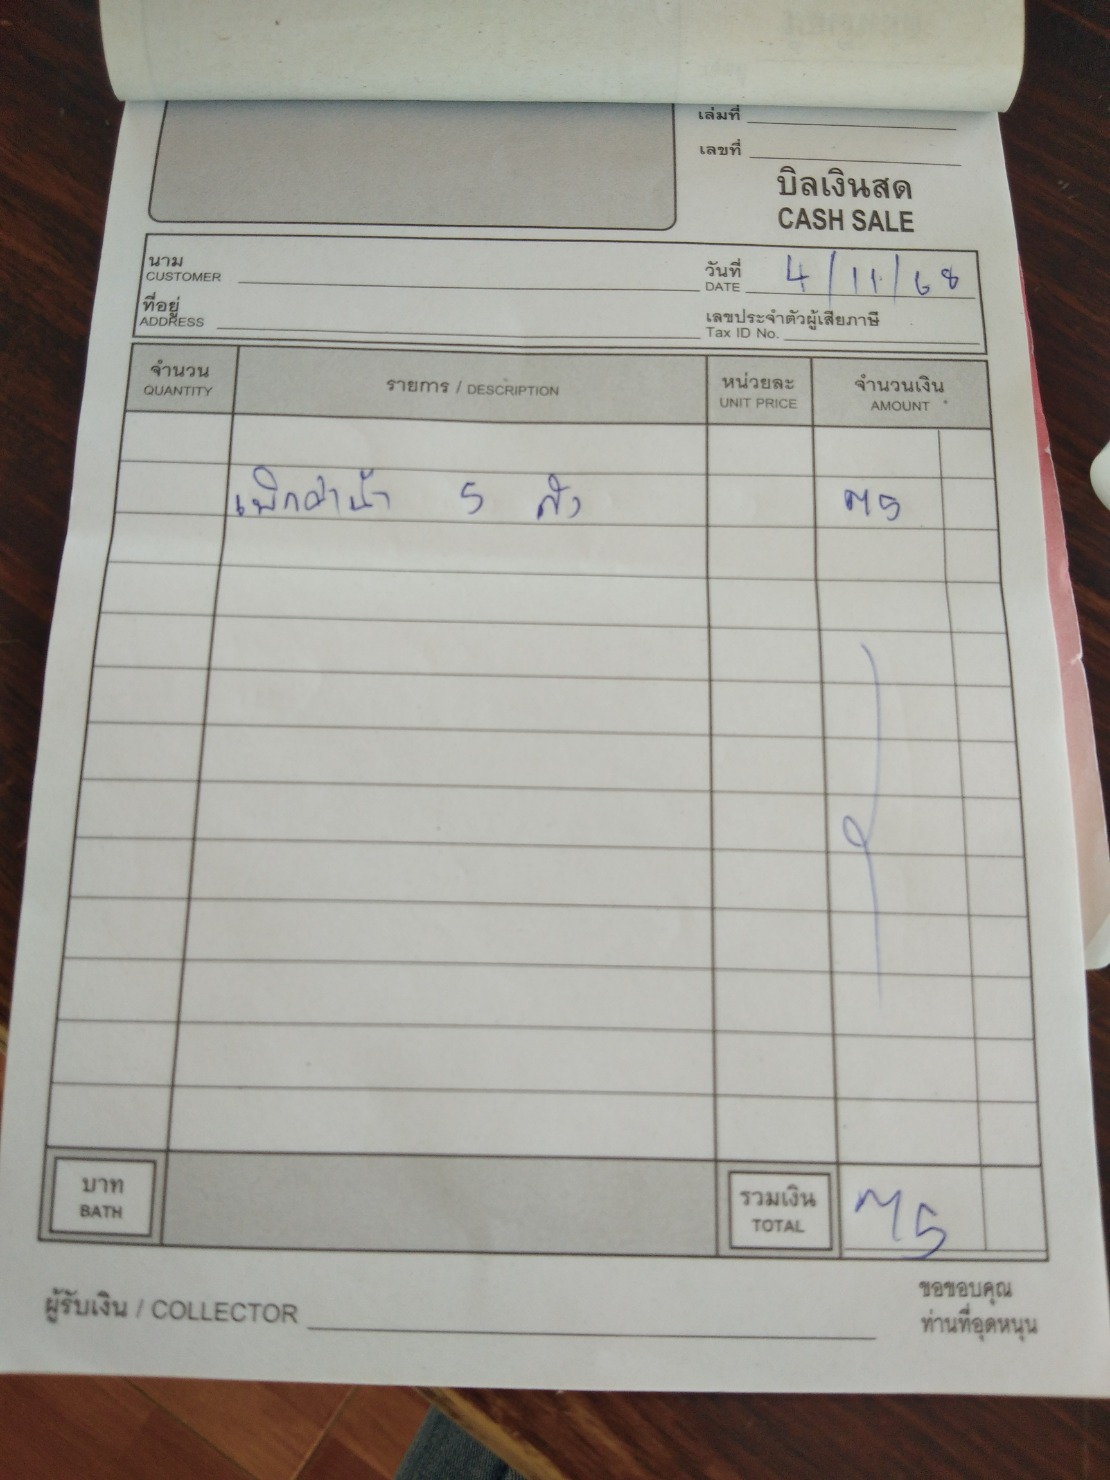 เล่มที่
เลขที่
บิลเงินสด
CASH SALE
นาม
CUSTOMER
วันที่ 4/11/68
DATE
ที่อยู่
ADDRESS
เลขประจำตัวผู้เสียภาษี
Tax ID No.
จำนวน รายการ / DESCRIPTION หน่วยละ จำนวนเงิน
QUANTITY UNIT PRICE AMOUNT
5
บาท
BATH
รวมเงิน
TOTAL
ผู้รับเงิน / COLLECTOR
ขอขอบคุณ
ท่านที่อุดหนุน